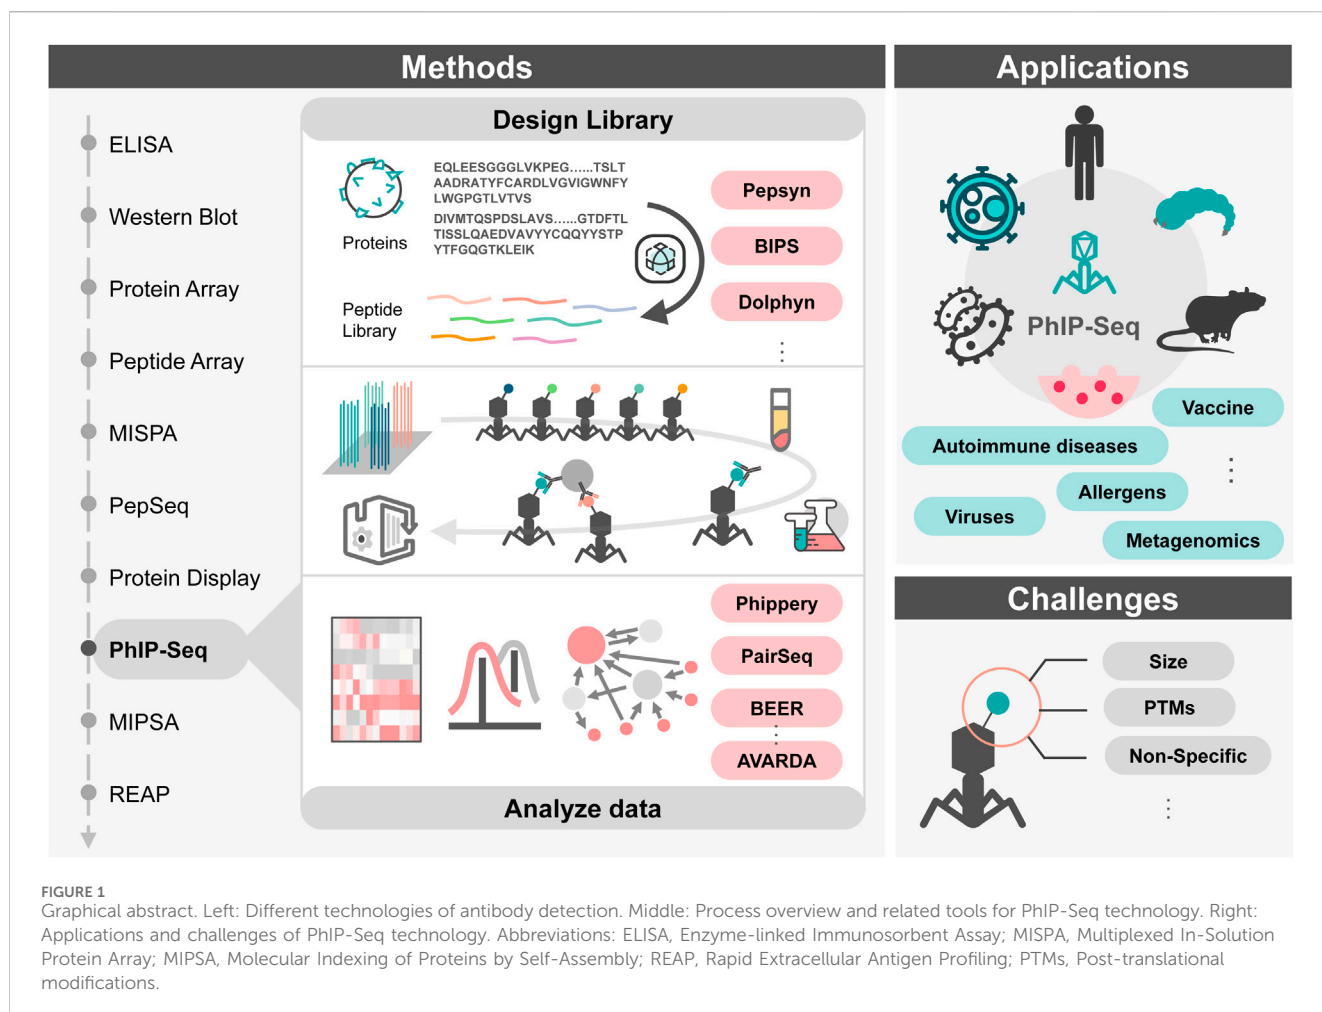 Methods
ELISA
Western Blot
Protein Array
Peptide Array
MISPA
PepSeq
Protein Display
PhIP-Seq
MIPSA
REAP
Design Library
Proteins
EQLEESGGGLVKPEG......TSLT
AADRATYFCARDLVGVIGWNFY
LWGPGTLVTVS
DIVMTQSPDSLAVS......GTDFTL
TISSLQAEDVAVYYCQQYYSTP
YTFGQGTKLEIK
Peptide
Library
Pepsyn
BIPS
Dolphyn
⋮
Phippery
PairSeq
BEER
⋮
AVARDA
Analyze data
Applications
PhIP-Seq
Vaccine
Autoimmune diseases
⋮
Allergens
Viruses
Metagenomics
Challenges
Size
PTMs
Non-Specific
⋮
FIGURE 1
Graphical abstract. Left: Different technologies of antibody detection. Middle: Process overview and related tools for PhIP-Seq technology. Right:
Applications and challenges of PhIP-Seq technology. Abbreviations: ELISA, Enzyme-linked Immunosorbent Assay; MISPA, Multiplexed In-Solution
Protein Array; MIPSA, Molecular Indexing of Proteins by Self-Assembly; REAP, Rapid Extracellular Antigen Profiling; PTMs, Post-translational
modifications.